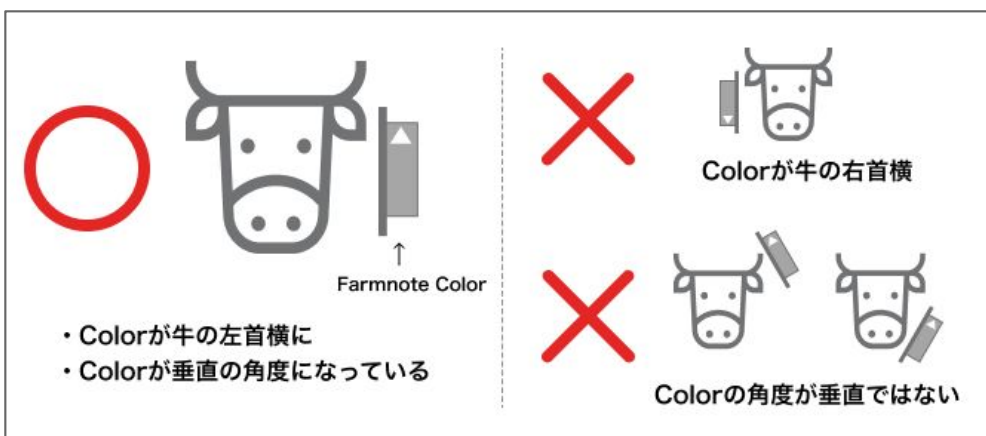 ↑
Farmnote Color
・Colorが牛の左首横に
・Colorが垂直の角度になっている
Colorが牛の右首横
Colorの角度が垂直ではない